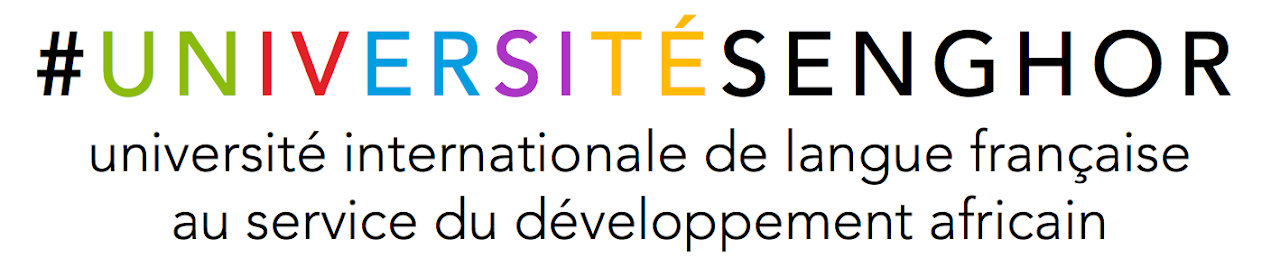 #UNIVERSITÉSENGHOR
université internationale de langue française
au service du développement africain